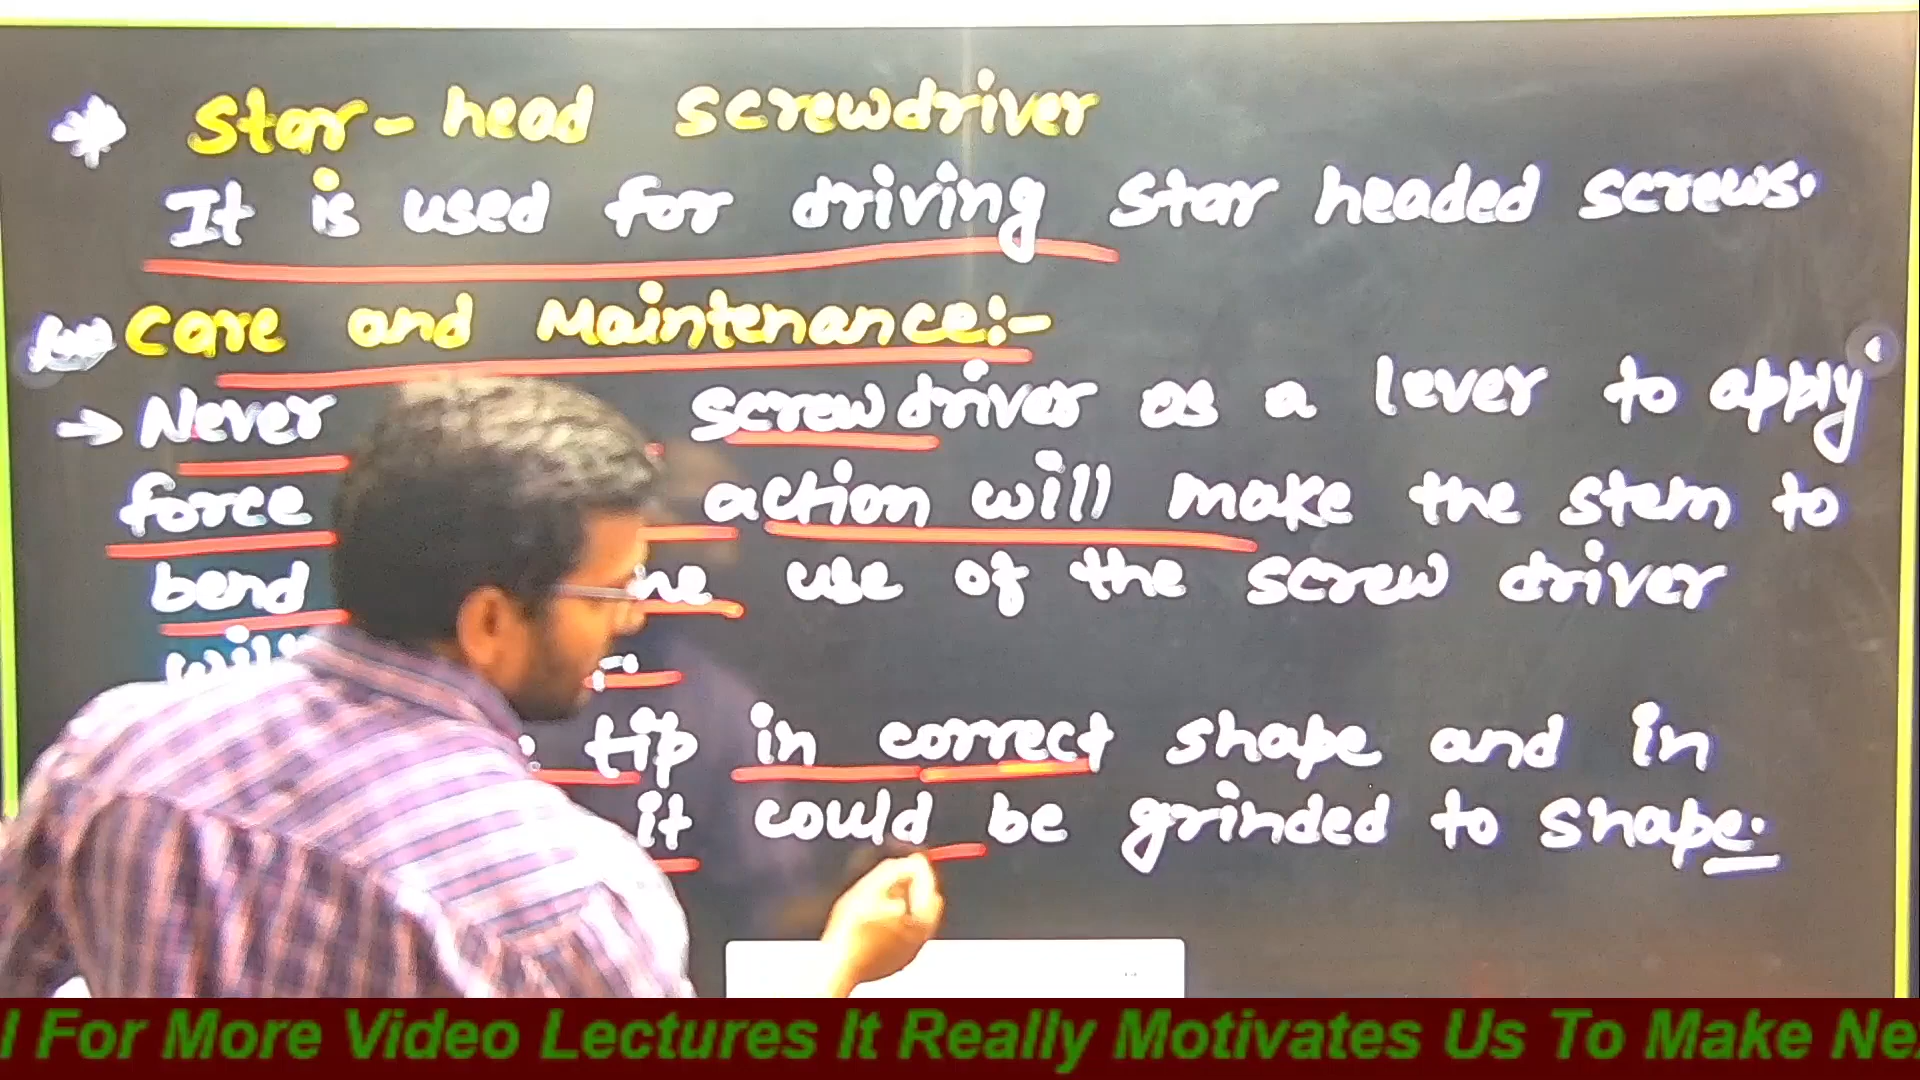 Star-head screwdriver
It is used for driving star headed screws.
Care and Maintenance:-
→ Never screwdriver as a lever to apply
force action will make the stem to
bend use of the screw driver
tip in correct shape and in
it could be grinded to shape.
For More Video Lectures It Really Motivates Us To Make